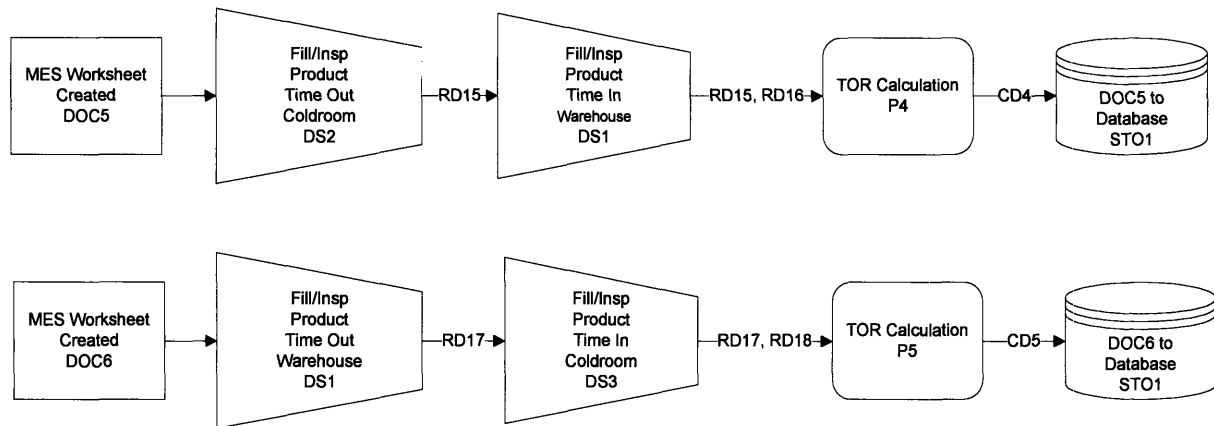 MES Worksheet
Created
DOC5
Fill/Insp
Product
Time Out
Coldroom
DS2
RD15
Fill/Insp
Product
Time In
Warehouse
DS1
RD15, RD16
TOR Calculation
P4
CD4
DOC5 to
Database
STO1
MES Worksheet
Created
DOC6
Fill/Insp
Product
Time Out
Warehouse
DS1
RD17
Fill/Insp
Product
Time In
Coldroom
DS3
RD17, RD18
TOR Calculation
P5
CD5
DOC6 to
Database
STO1